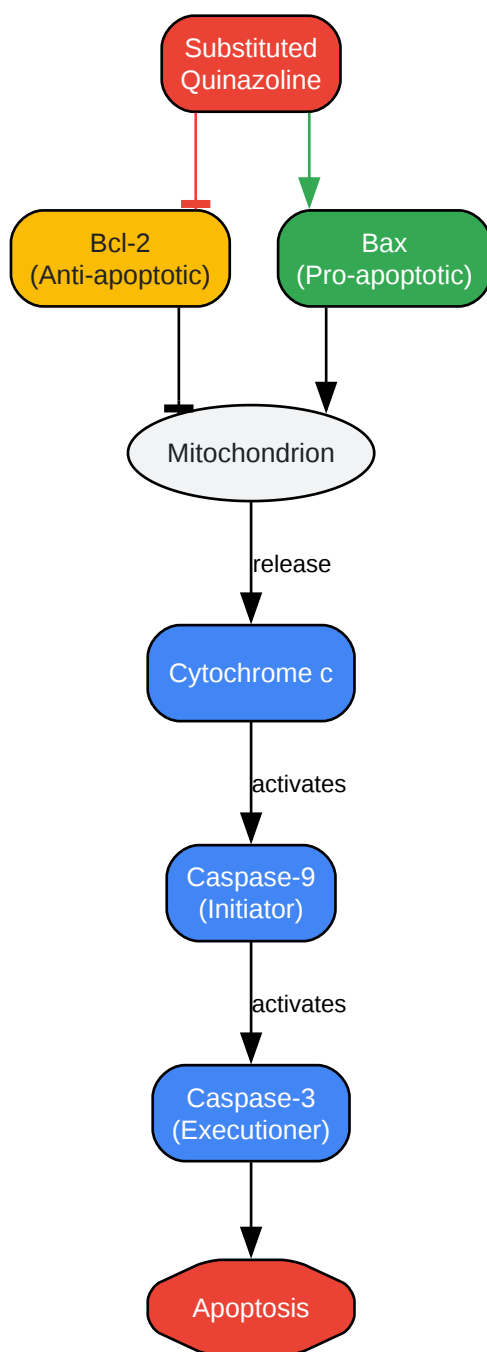 Substituted
Quinazoline
Bcl-2
(Anti-apoptotic)
Bax
(Pro-apoptotic)
Mitochondrion
release
Cytochrome c
activates
Caspase-9
(Initiator)
activates
Caspase-3
(Executioner)
Apoptosis